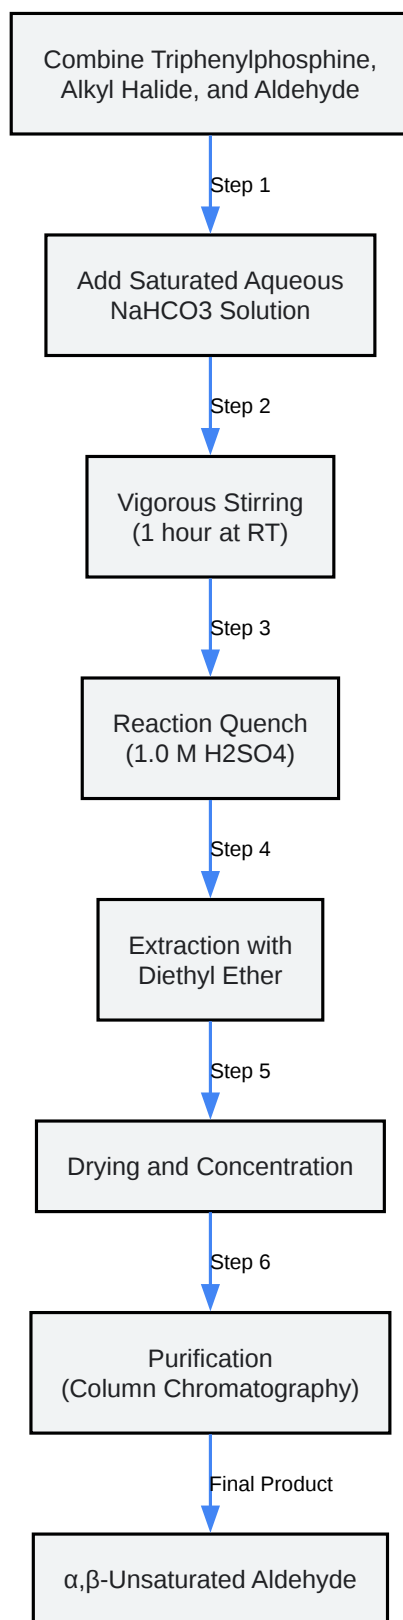 Combine Triphenylphosphine,
Alkyl Halide, and Aldehyde
Step 1
Add Saturated Aqueous
NaHCO3 Solution
Step 2
Vigorous Stirring
(1 hour at RT)
Step 3
Reaction Quench
(1.0 M H2SO4)
Step 4
Extraction with
Diethyl Ether
Step 5
Drying and Concentration
Step 6
Purification
(Column Chromatography)
Final Product
α,β-Unsaturated Aldehyde